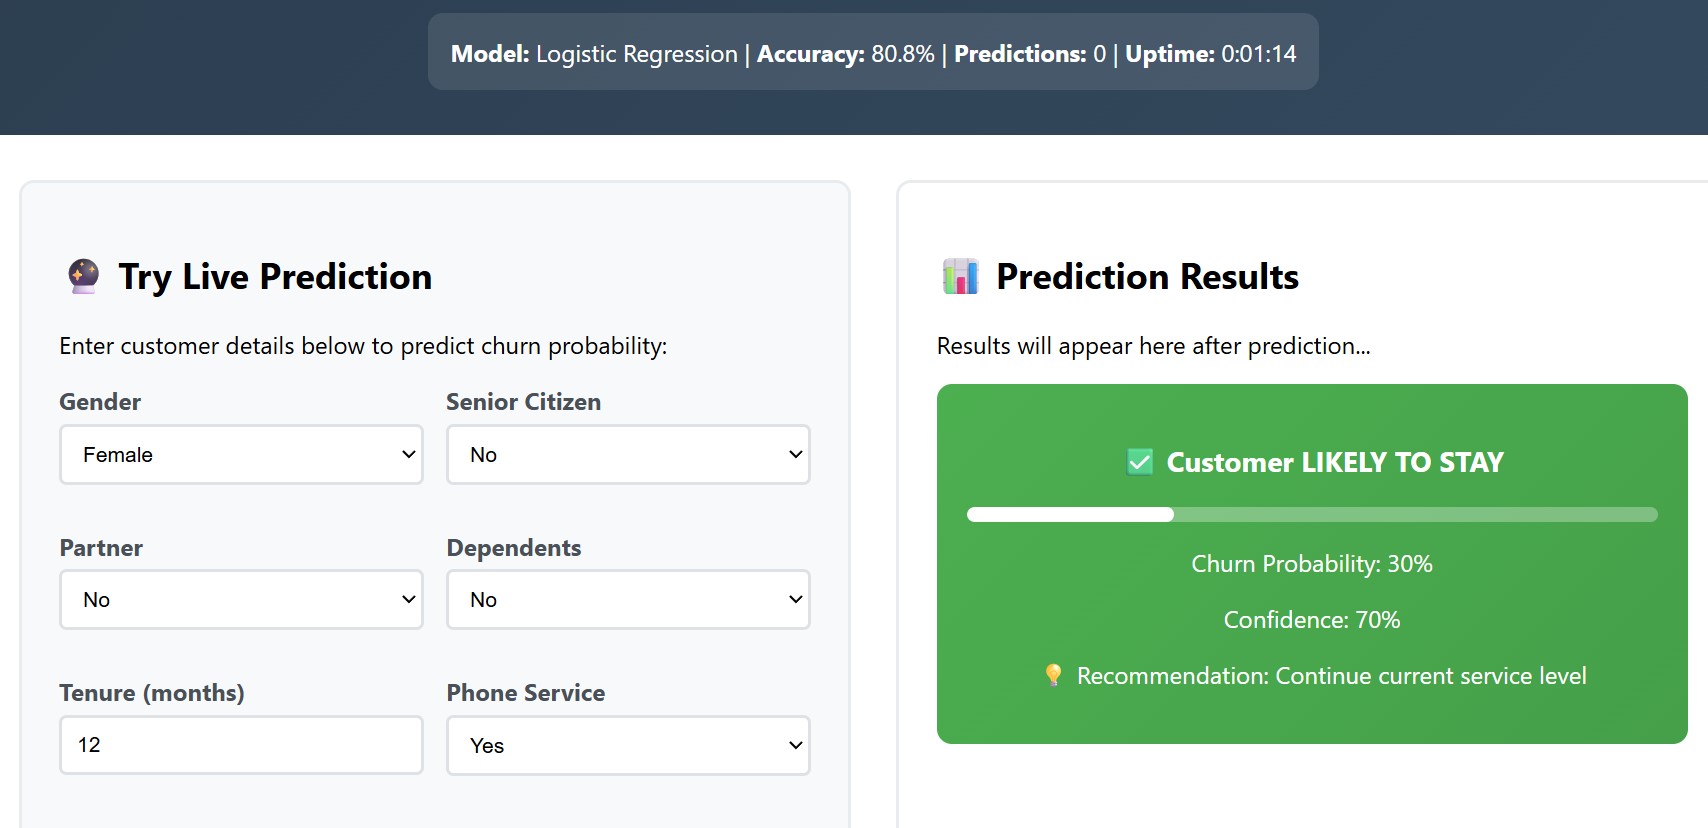 Model: Logistic Regression | Accuracy: 80.8% | Predictions: 0 | Uptime: 0:01:14
Try Live Prediction
Enter customer details below to predict churn probability:
Gender
Senior Citizen
Female
No
Partner
Dependents
No
No
Tenure (months)
Phone Service
12
Yes
Prediction Results
Results will appear here after prediction...
Customer LIKELY TO STAY
Churn Probability: 30%
Confidence: 70%
Recommendation: Continue current service level